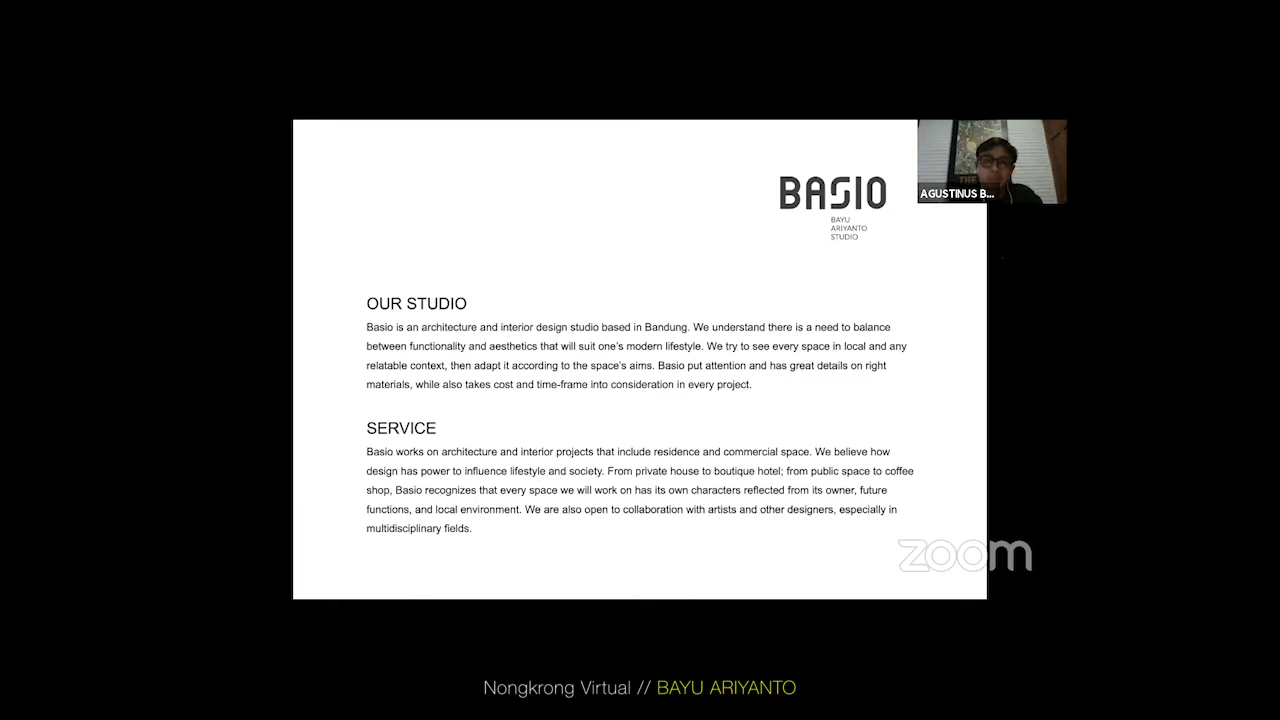 BASIO
BAYU
ARIYANTO
STUDIO
THE
AGUSTINUS B...
OUR STUDIO
Basio is an architecture and interior design studio based in Bandung. We understand there is a need to balance
between functionality and aesthetics that will suit one's modern lifestyle. We try to see every space in local and any
relatable context, then adapt it according to the space's aims. Basio put attention and has great details on right
materials, while also takes cost and time-frame into consideration in every project.
SERVICE
Basio works on architecture and interior projects that include residence and commercial space. We believe how
design has power to influence lifestyle and society. From private house to boutique hotel; from public space to coffee
shop, Basio recognizes that every space we will work on has its own characters reflected from its owner, future
functions, and local environment. We are also open to collaboration with artists and other designers, especially in
multidisciplinary fields.
zoom
Nongkrong Virtual // BAYU ARIYANTO